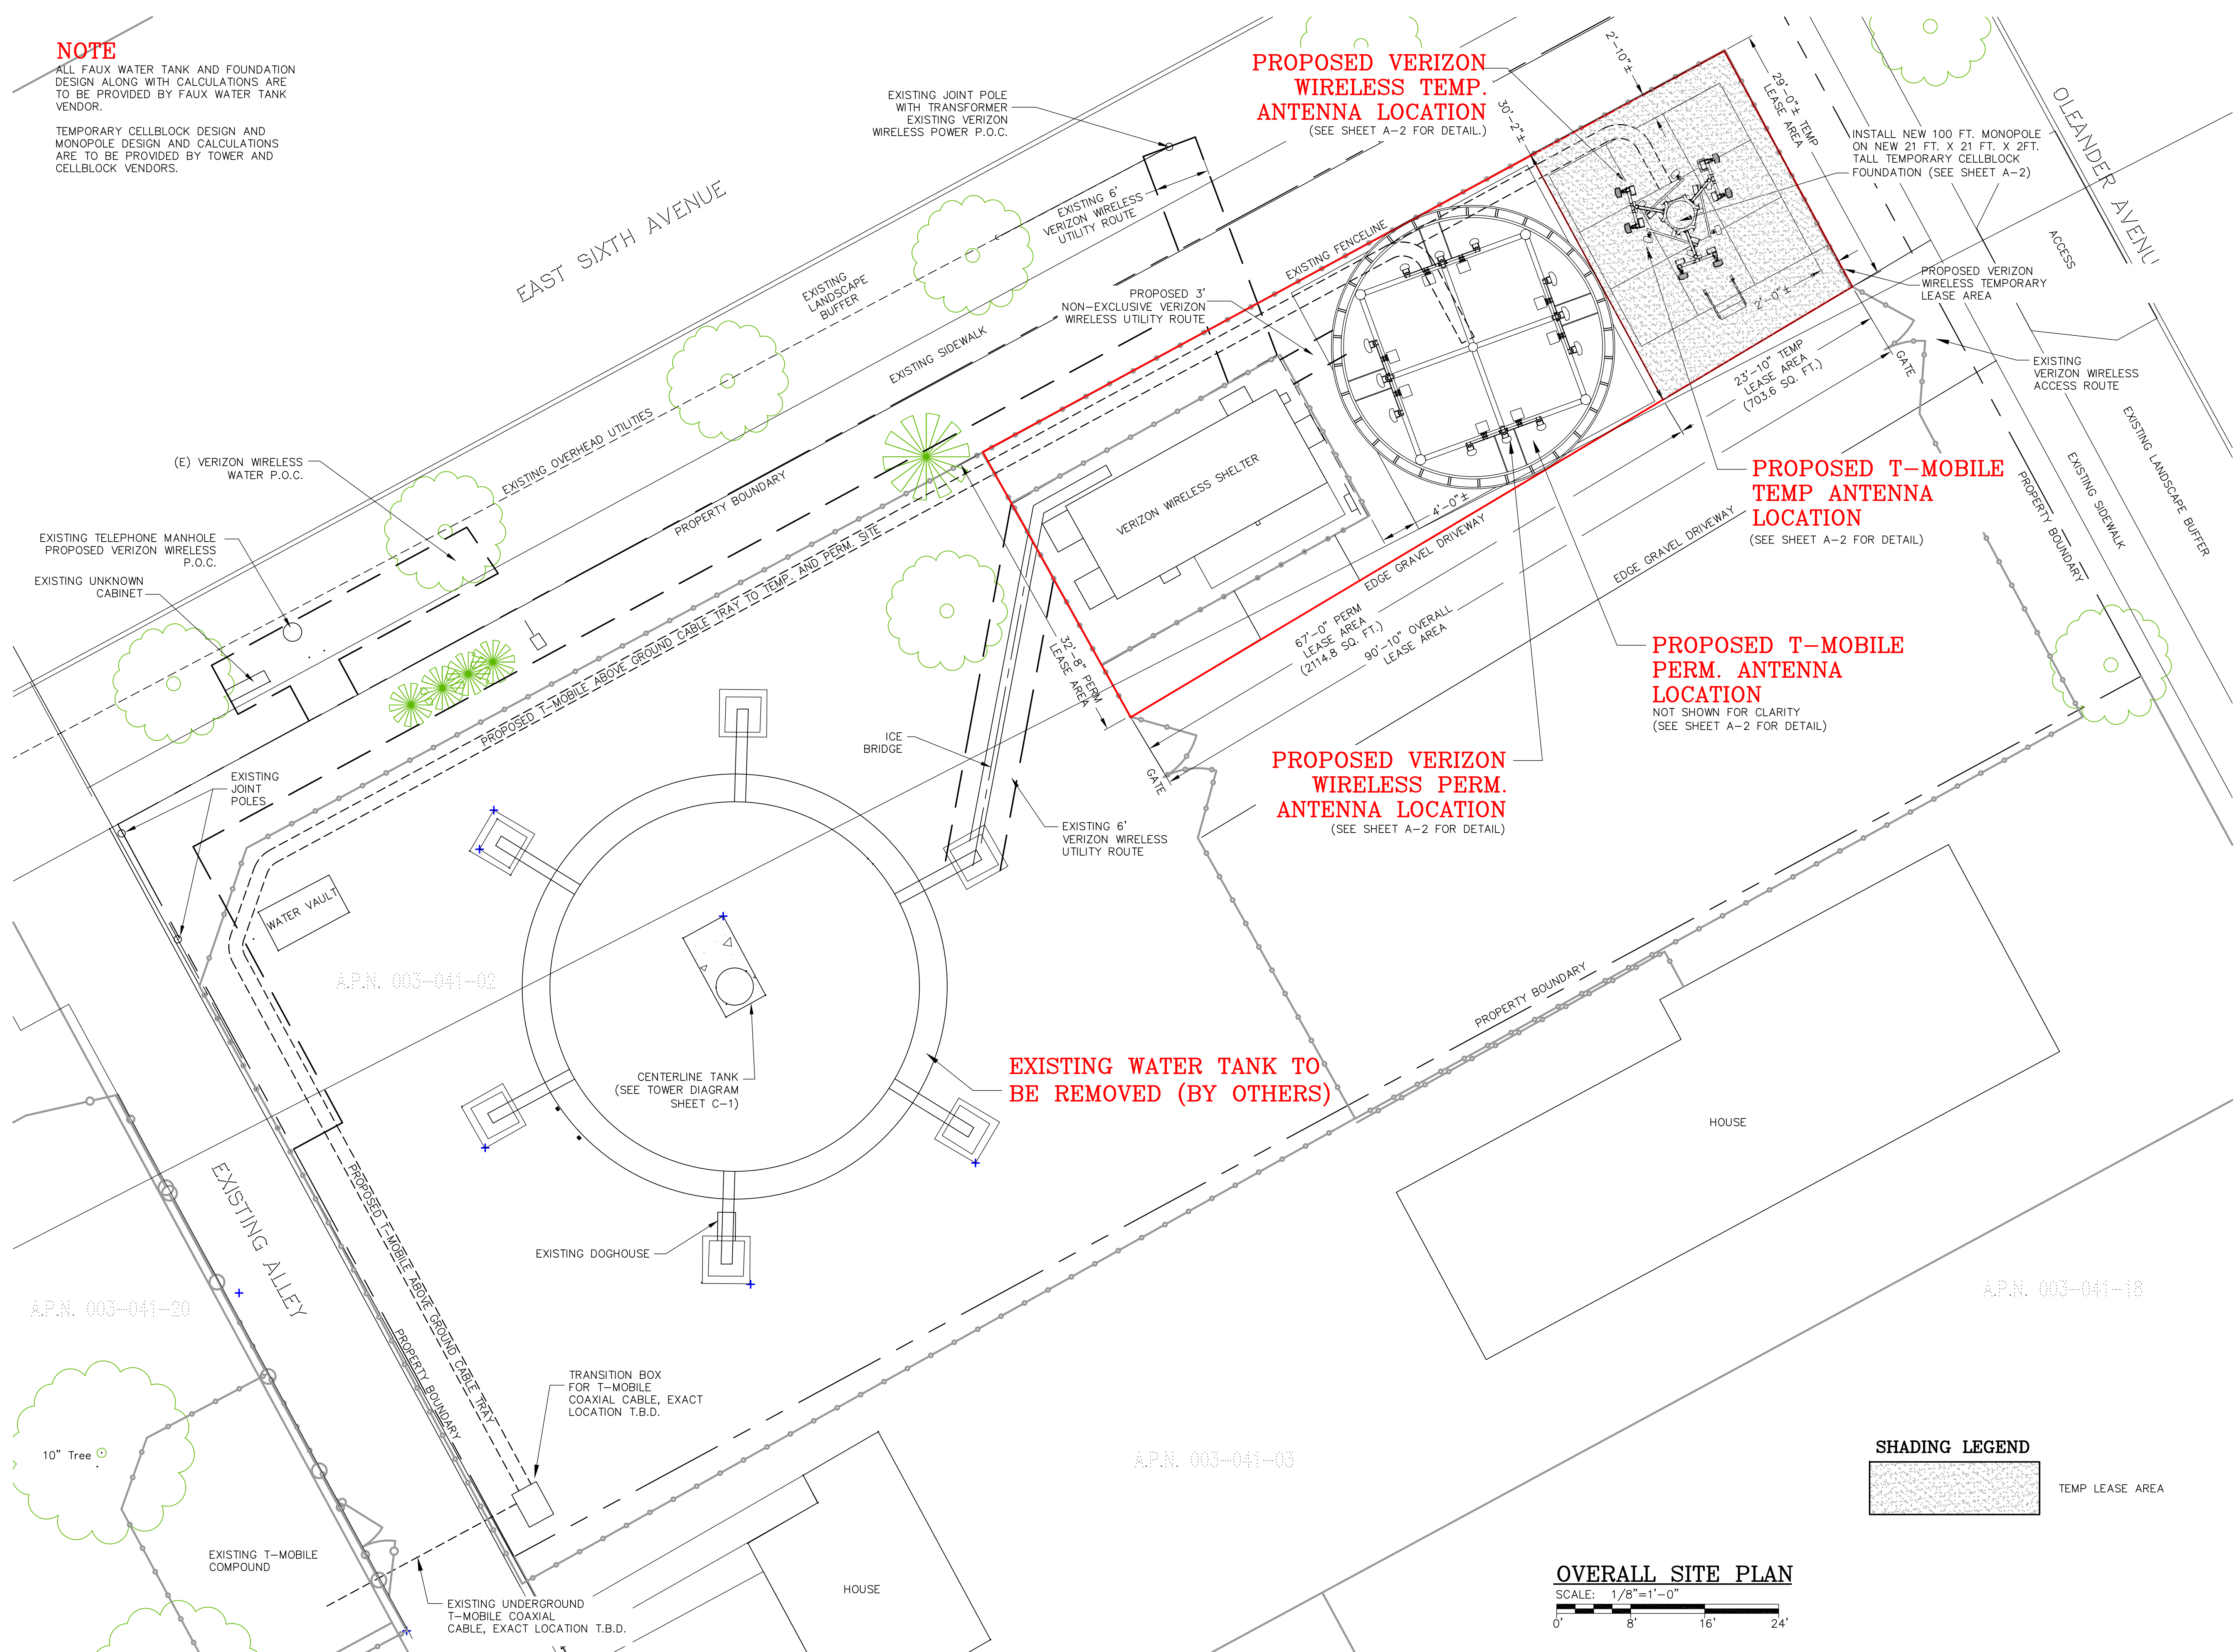 NOTE
ALL FAUX WATER TANK AND FOUNDATION
DESIGN ALONG WITH CALCULATIONS ARE
TO BE PROVIDED BY FAUX WATER TANK
VENDOR.
TEMPORARY CELLBLOCK DESIGN AND
MONOPOLE DESIGN AND CALCULATIONS
ARE TO BE PROVIDED BY TOWER AND
CELLBLOCK VENDORS.
EAST SIXTH AVENUE
EXISTING JOINT POLE
WITH TRANSFORMER
EXISTING VERIZON
WIRELESS POWER P.O.C.
PROPOSED VERIZON
WIRELESS TEMP.
ANTENNA LOCATION
(SEE SHEET A-2 FOR DETAIL.)
2'-10"±
30'-2"±
29'-0"± TEMP
LEASE AREA
INSTALL NEW 100 FT. MONOPOLE
ON NEW 21 FT. X 21 FT. X 2FT.
TALL TEMPORARY CELLBLOCK
FOUNDATION (SEE SHEET A-2)
OLEANDER AVENU
ACCESS
PROPOSED VERIZON
WIRELESS TEMPORARY
LEASE AREA
EXISTING
VERIZON WIRELESS
ACCESS ROUTE
EXISTING LANDSCAPE BUFFER
EXISTING SIDEWALK
PROPERTY BOUNDARY
EXISTING 6'
VERIZON WIRELESS
UTILITY ROUTE
EXISTING
LANDSCAPE
BUFFER
EXISTING FENCELINE
PROPOSED 3'
NON-EXCLUSIVE VERIZON
WIRELESS UTILITY ROUTE
EXISTING SIDEWALK
2'-0"±
GATE
23'-10" TEMP
LEASE AREA
(703.6 SQ. FT.)
EXISTING OVERHEAD UTILITIES
PROPERTY BOUNDARY
(E) VERIZON WIRELESS
WATER P.O.C.
EXISTING TELEPHONE MANHOLE
PROPOSED VERIZON WIRELESS
P.O.C.
EXISTING UNKNOWN
CABINET
VERIZON WIRELESS SHELTER
4'-0"±
EDGE GRAVEL DRIVEWAY
EDGE GRAVEL DRIVEWAY
PROPOSED T-MOBILE
TEMP ANTENNA
LOCATION
(SEE SHEET A-2 FOR DETAIL)
PROPOSED T-MOBILE ABOVE GROUND CABLE TRAY TO TEMP. AND PERM. SITE
32'-8" PERM
LEASE AREA
67'-0" PERM
LEASE AREA
(2114.8 SQ. FT.)
90'-10" OVERALL
LEASE AREA
PROPOSED T-MOBILE
PERM. ANTENNA
LOCATION
NOT SHOWN FOR CLARITY
(SEE SHEET A-2 FOR DETAIL)
ICE
BRIDGE
GATE
PROPOSED VERIZON
WIRELESS PERM.
ANTENNA LOCATION
(SEE SHEET A-2 FOR DETAIL)
EXISTING
JOINT
POLES
EXISTING 6'
VERIZON WIRELESS
UTILITY ROUTE
WATER VAULT
A.P.N. 003-041-02
PROPERTY BOUNDARY
CENTERLINE TANK
(SEE TOWER DIAGRAM
SHEET C-1)
EXISTING WATER TANK TO
BE REMOVED (BY OTHERS)
HOUSE
EXISTING ALLEY
PROPOSED T-MOBILE ABOVE GROUND CABLE TRAY
EXISTING DOGHOUSE
A.P.N. 003-041-20
A.P.N. 003-041-18
PROPERTY BOUNDARY
TRANSITION BOX
FOR T-MOBILE
COAXIAL CABLE, EXACT
LOCATION T.B.D.
10" Tree
A.P.N. 003-041-03
SHADING LEGEND
TEMP LEASE AREA
EXISTING T-MOBILE
COMPOUND
HOUSE
EXISTING UNDERGROUND
T-MOBILE COAXIAL
CABLE, EXACT LOCATION T.B.D.
OVERALL SITE PLAN
SCALE: 1/8"=1'-0"
0' 8' 16' 24'